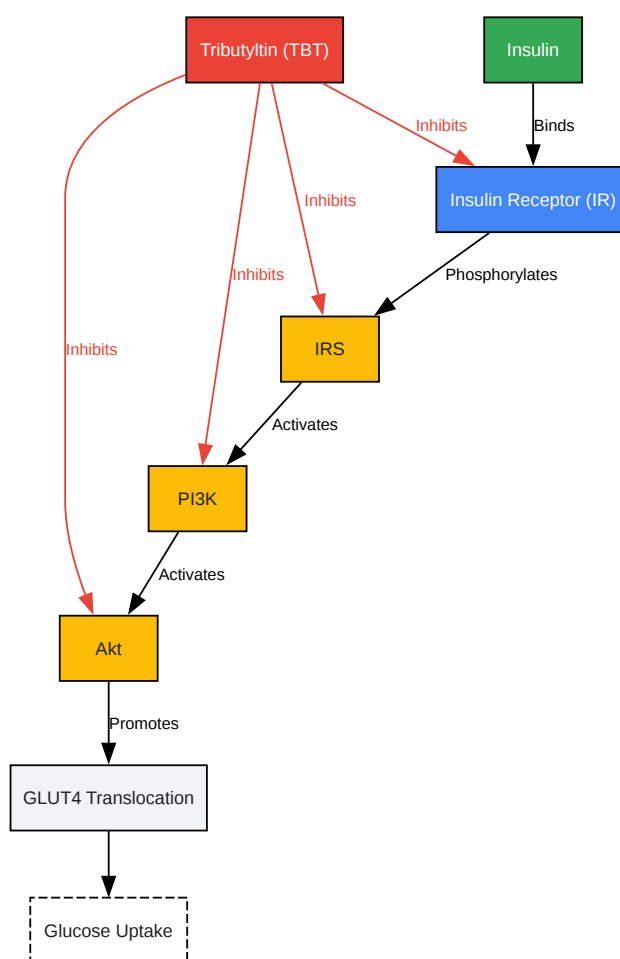 Tributyltin (TBT)
Insulin
Inhibits
Binds
Insulin Receptor (IR)
Inhibits
Inhibits
Phosphorylates
Inhibits
IRS
Activates
PI3K
Activates
Akt
Promotes
GLUT4 Translocation
Glucose Uptake